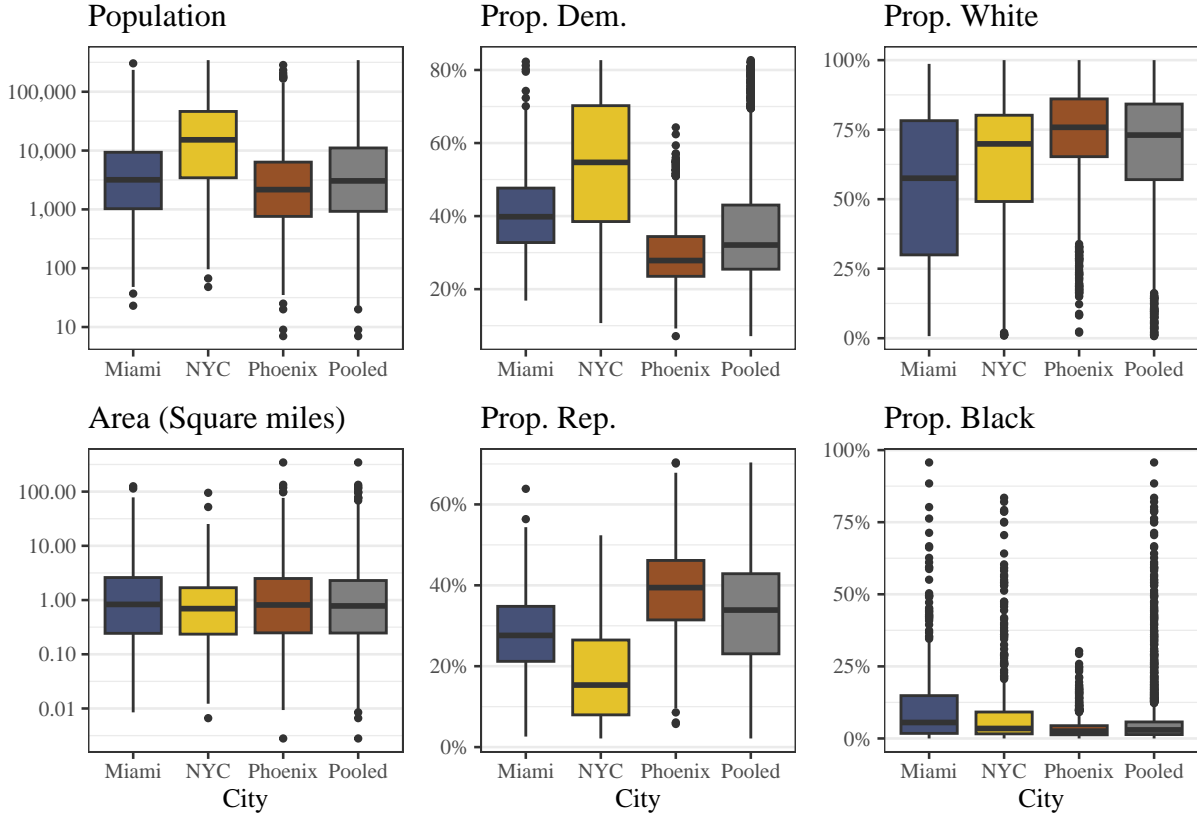 Population
100,000
10,000
1,000
100
10
Miami NYC Phoenix Pooled
Prop. Dem.
80%
60%
40%
20%
Miami NYC Phoenix Pooled
Prop. White
100%
75%
50%
25%
0%
Miami NYC Phoenix Pooled
Area (Square miles)
100.00
10.00
1.00
0.10
0.01
Miami NYC Phoenix Pooled
City
Prop. Rep.
60%
40%
20%
0%
Miami NYC Phoenix Pooled
City
Prop. Black
100%
75%
50%
25%
0%
Miami NYC Phoenix Pooled
City